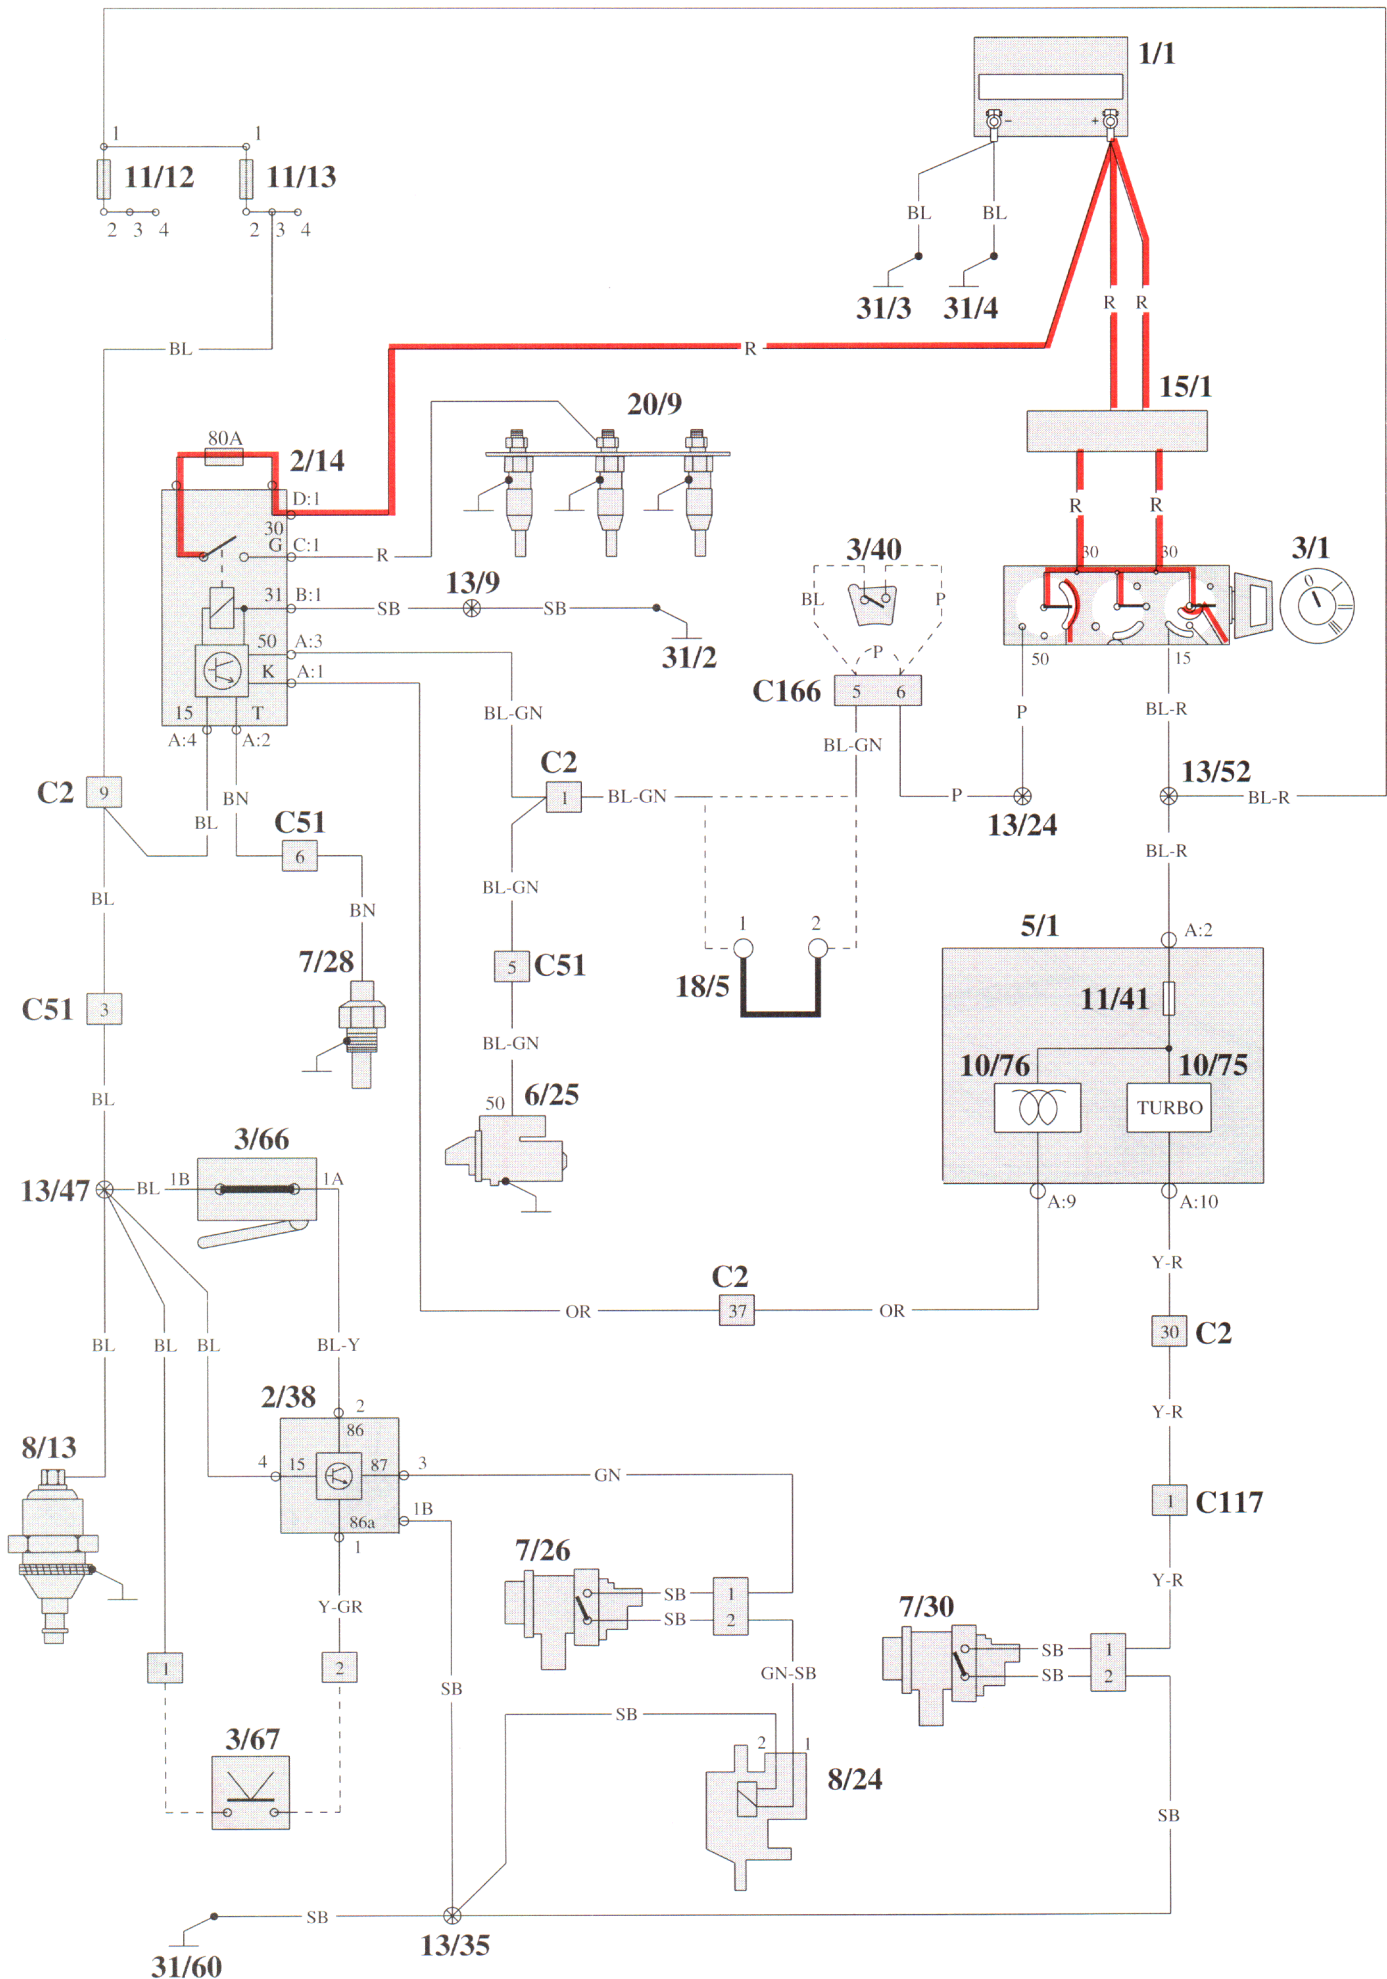 1/1
- +
1 1
11/12 11/13
2 3 4 2 3 4
BL BL
31/3 31/4
R R
BL
R
15/1
20/9
80A
2/14
D:1
30
G C:1
R
R R
30 30
3/1
0
3/40
BL P
13/9
31 B:1
SB SB
31/2
50 A:3
K A:1
P
50 15
C166
5 6
15 T
A:4 A:2
BL-GN
P
BL-R
BL-GN
C2
9
BN
BL
C2
1
BL-GN
P
13/24
13/52
BL-R
C51
6
BL-R
BL
BL-GN
BN
1 2
5/1
A:2
7/28
C51
5
18/5
11/41
C51
3
BL-GN
10/76 10/75
TURBO
BL
50 6/25
3/66
13/47
BL 1B 1A
A:9 A:10
Y-R
C2
37
OR OR
30 C2
BL BL BL BL-Y
2/38
2
86
Y-R
8/13
4 15 87 3
GN
1B
86a
1
1 C117
7/26
SB 1
SB 2
Y-GR
Y-R
7/30
SB 1
SB 2
1 2
GN-SB
SB
SB
3/67
2 1
8/24
SB
SB
13/35
31/60